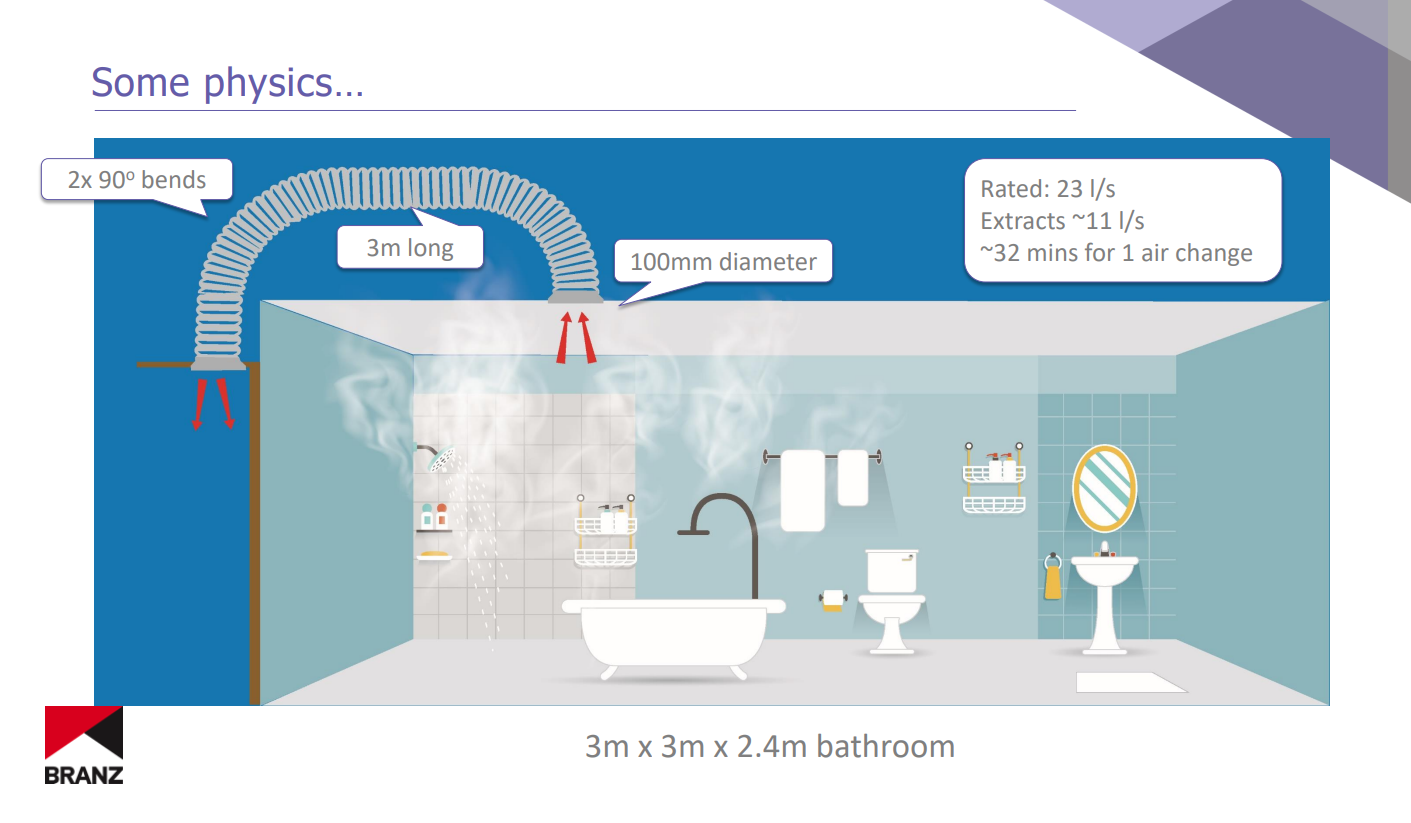 Some physics...
2x 90º bends
3m long
100mm diameter
Rated: 23 l/s
Extracts ~11 l/s
~32 mins for 1 air change
3m x 3m x 2.4m bathroom
BRANZ